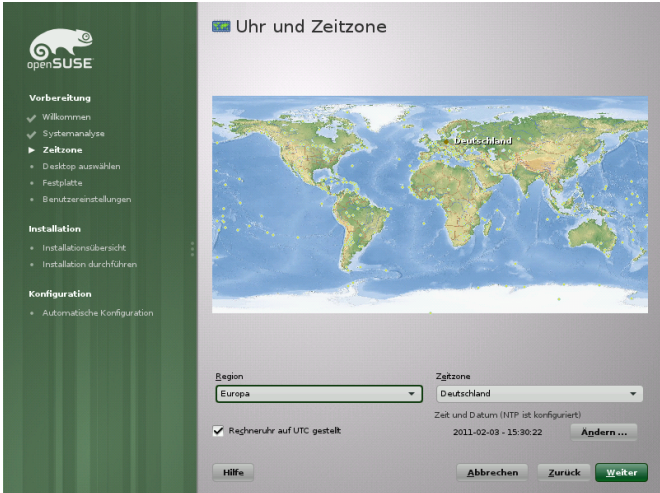 openSUSE
Vorbereitung
Willkommen
Systemanalyse
Zeitzone
Desktop auswählen
Festplatte
Benutzereinstellungen
Installation
Installationsübersicht
Installation durchführen
Konfiguration
Automatische Konfiguration
Uhr und Zeitzone
Deutschland
Region
Europa
Zeitzone
Deutschland
Rechneruhr auf UTC gestellt
Zeit und Datum (NTP ist konfiguriert)
2011-02-03 - 15:30:22
Ändern ...
Hilfe
Abbrechen
Zurück
Weiter